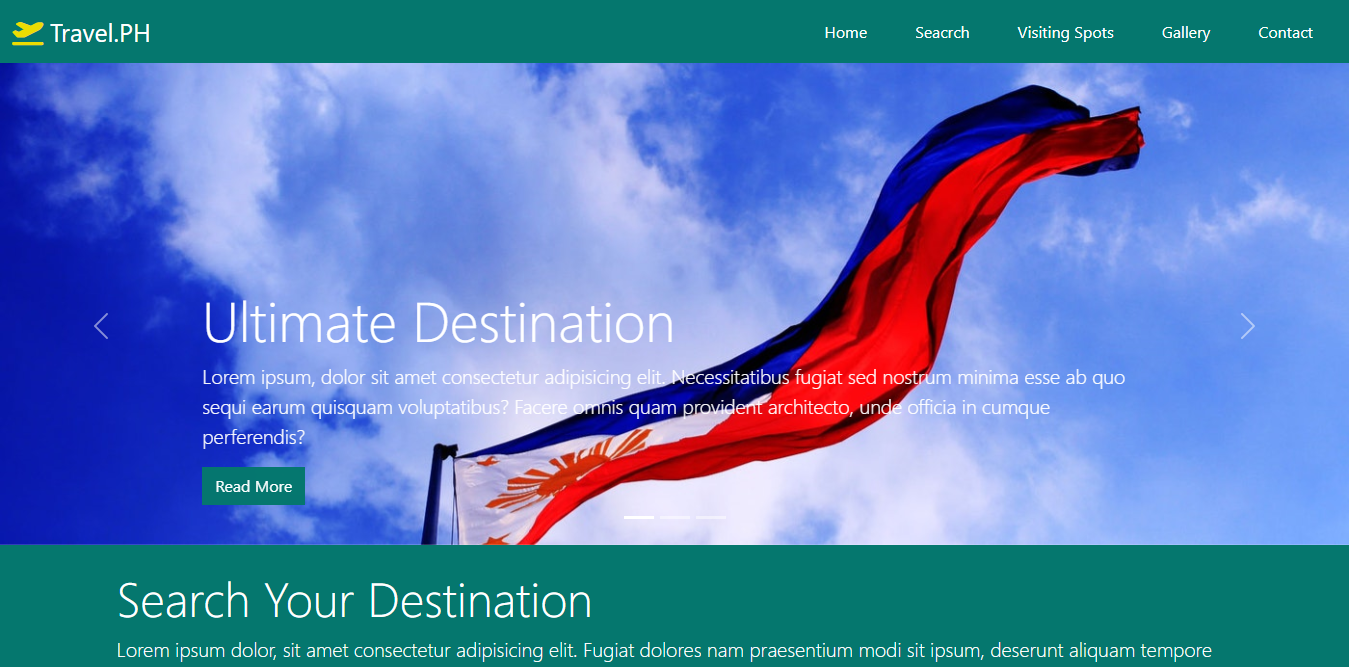 Travel.PH
Home Seacrch Visiting Spots Gallery Contact
Ultimate Destination
Lorem ipsum, dolor sit amet consectetur adipisicing elit. Necessitatibus fugiat sed nostrum minima esse ab quo
sequi earum quisquam voluptatibus? Facere omnis quam provident architecto, unde officia in cumque
perferendis?
Read More
Search Your Destination
Lorem ipsum dolor, sit amet consectetur adipisicing elit. Fugiat dolores nam praesentium modi sit ipsum, deserunt aliquam tempore